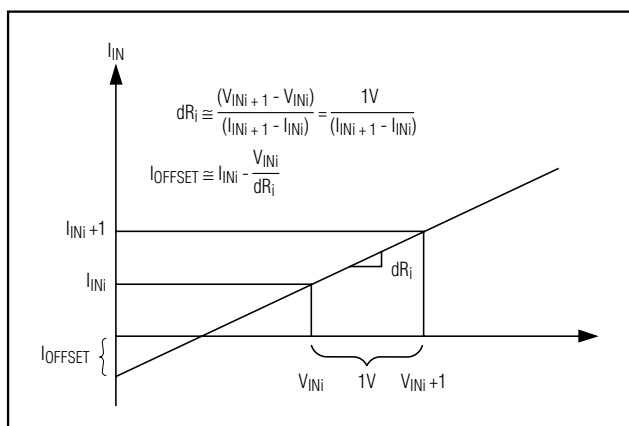 I_IN
dR_i ≅ (V_INi + 1 - V_INi) / (I_INi + 1 - I_INi) = 1V / (I_INi + 1 - I_INi)
I_OFFSET ≅ I_INi - V_INi / dR_i
I_INi+1
I_INi
dR_i
I_OFFSET
V_INi 1V V_INi+1